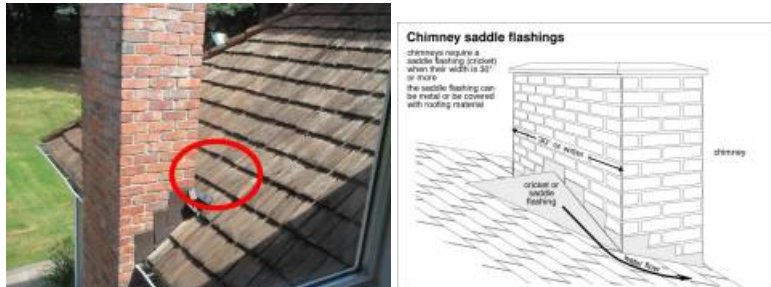 Chimney saddle flashings
chimneys require a
saddle flashing (cricket)
when their width is 30"
or more
the saddle flashing can
be metal or be covered
with roofing material
30" or wider
chimney
cricket or
saddle
flashing
water flow